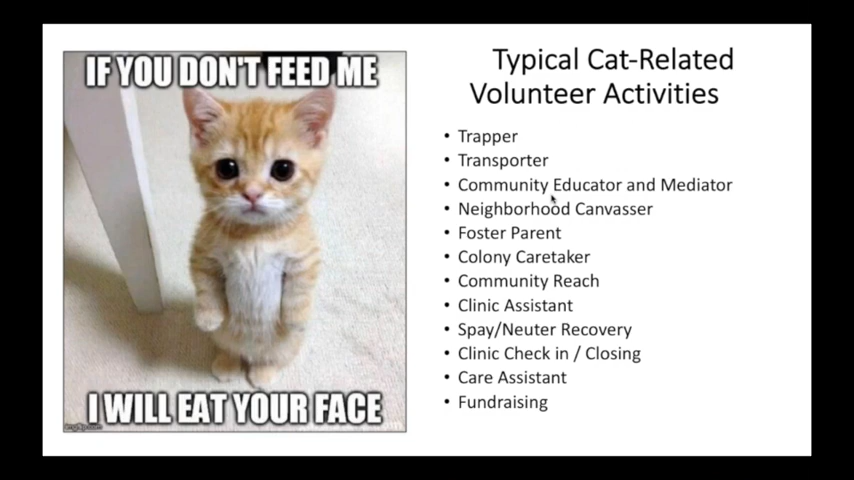 IF YOU DON'T FEED ME
I WILL EAT YOUR FACE
imgflip.com
Typical Cat-Related
Volunteer Activities
• Trapper
• Transporter
• Community Educator and Mediator
• Neighborhood Canvasser
• Foster Parent
• Colony Caretaker
• Community Reach
• Clinic Assistant
• Spay/Neuter Recovery
• Clinic Check in / Closing
• Care Assistant
• Fundraising